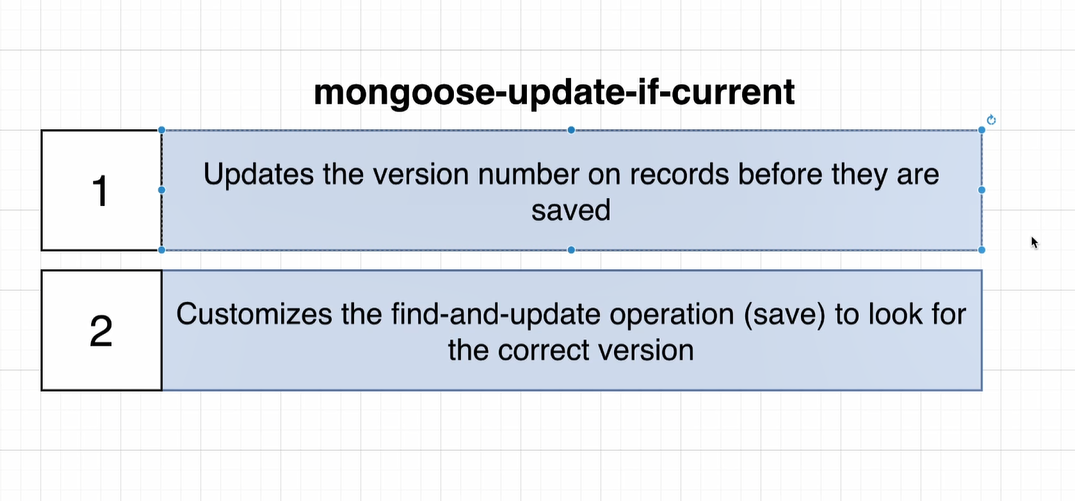 mongoose-update-if-current
1
Updates the version number on records before they are
saved
2
Customizes the find-and-update operation (save) to look for
the correct version